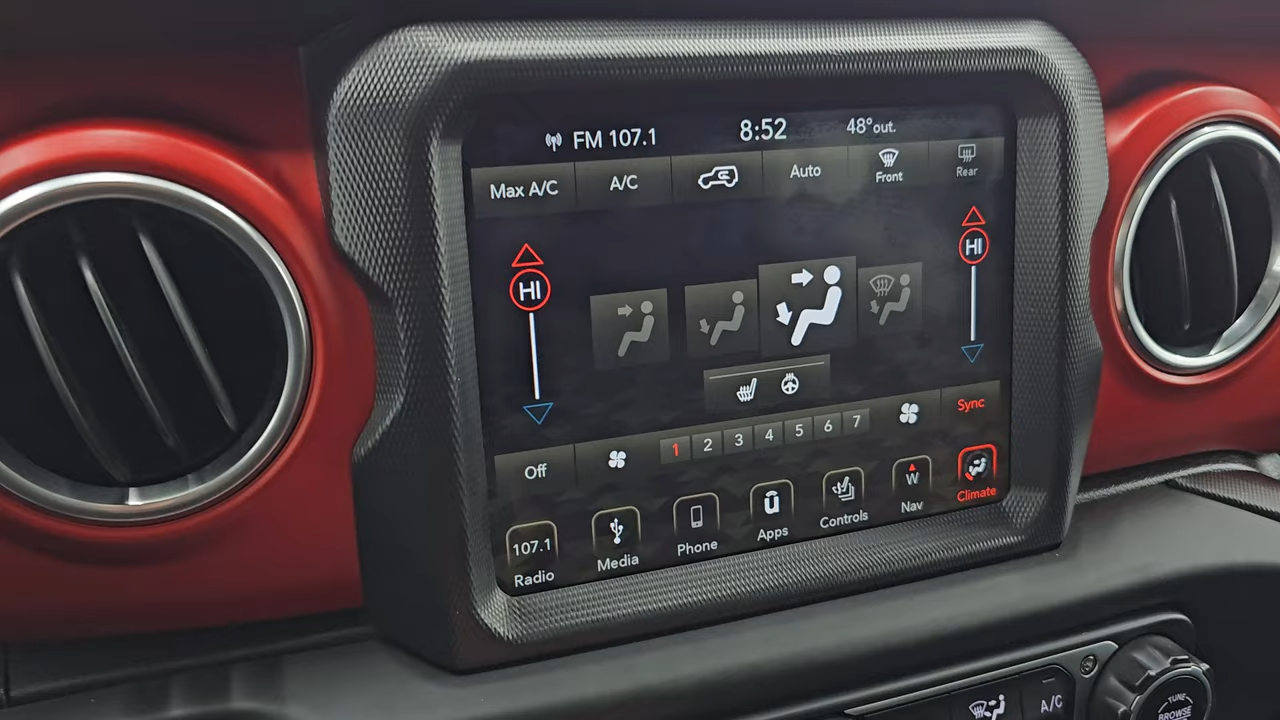 FM 107.1 8:52 48°out.
Max A/C A/C Auto Front Rear
HI HI
Sync
Off 1 2 3 4 5 6 7
107.1 W
Radio Media Phone Apps Controls Nav Climate
A/C TUNE
BROWSE